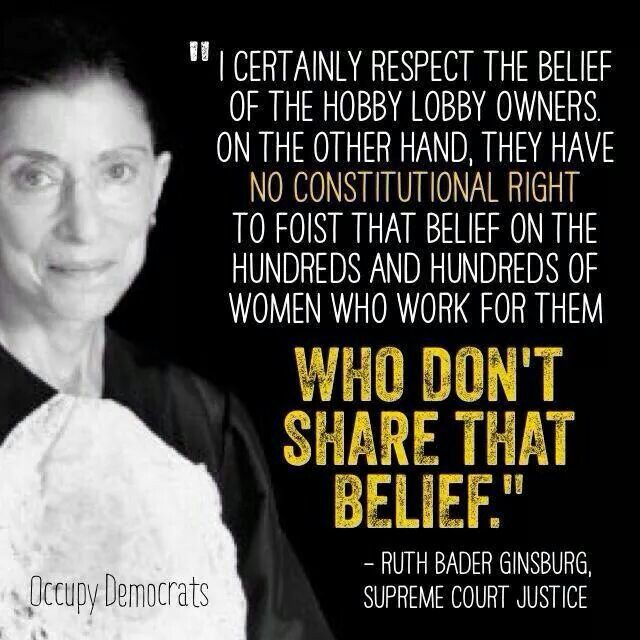 " I CERTAINLY RESPECT THE BELIEF
OF THE HOBBY LOBBY OWNERS.
ON THE OTHER HAND, THEY HAVE
NO CONSTITUTIONAL RIGHT
TO FOIST THAT BELIEF ON THE
HUNDREDS AND HUNDREDS OF
WOMEN WHO WORK FOR THEM
WHO DON'T
SHARE THAT
BELIEF."
– RUTH BADER GINSBURG,
SUPREME COURT JUSTICE
Occupy Democrats